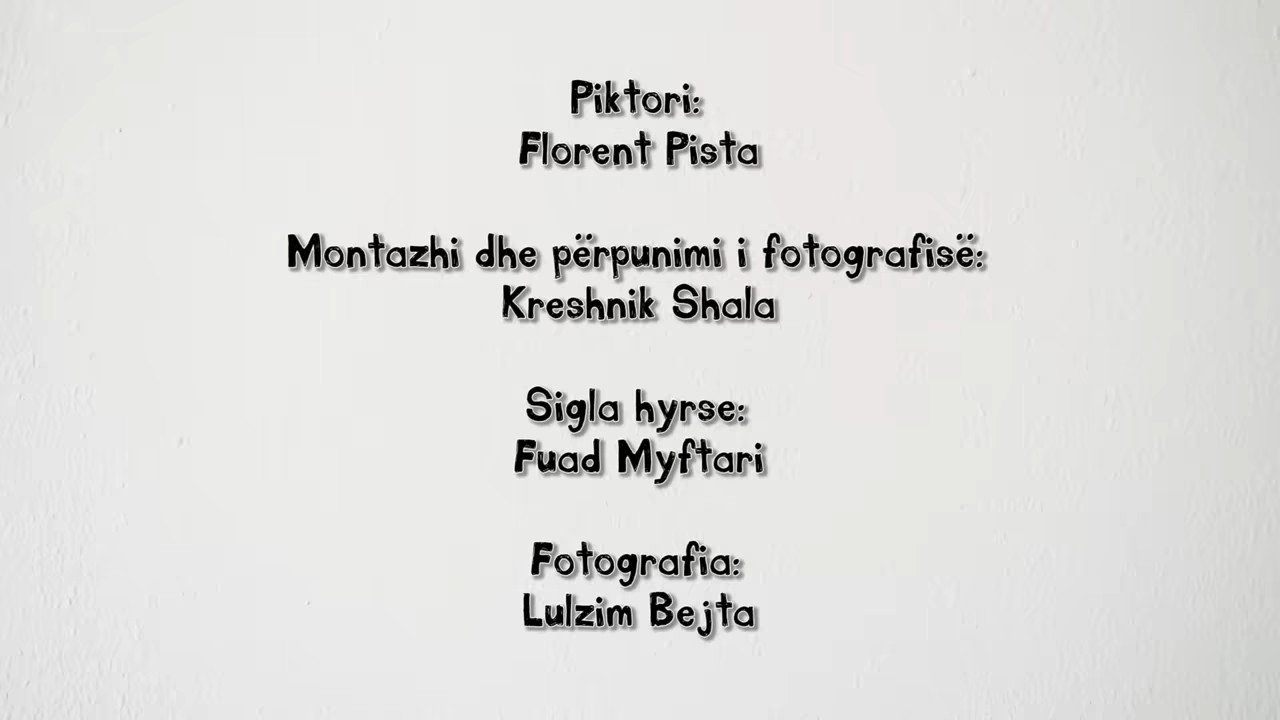 Piktori:
Florent Pista
Montazhi dhe përpunimi i fotografisë:
Kreshnik Shala
Sigla hyrse:
Fuad Myftari
Fotografia:
Lulzim Bejta